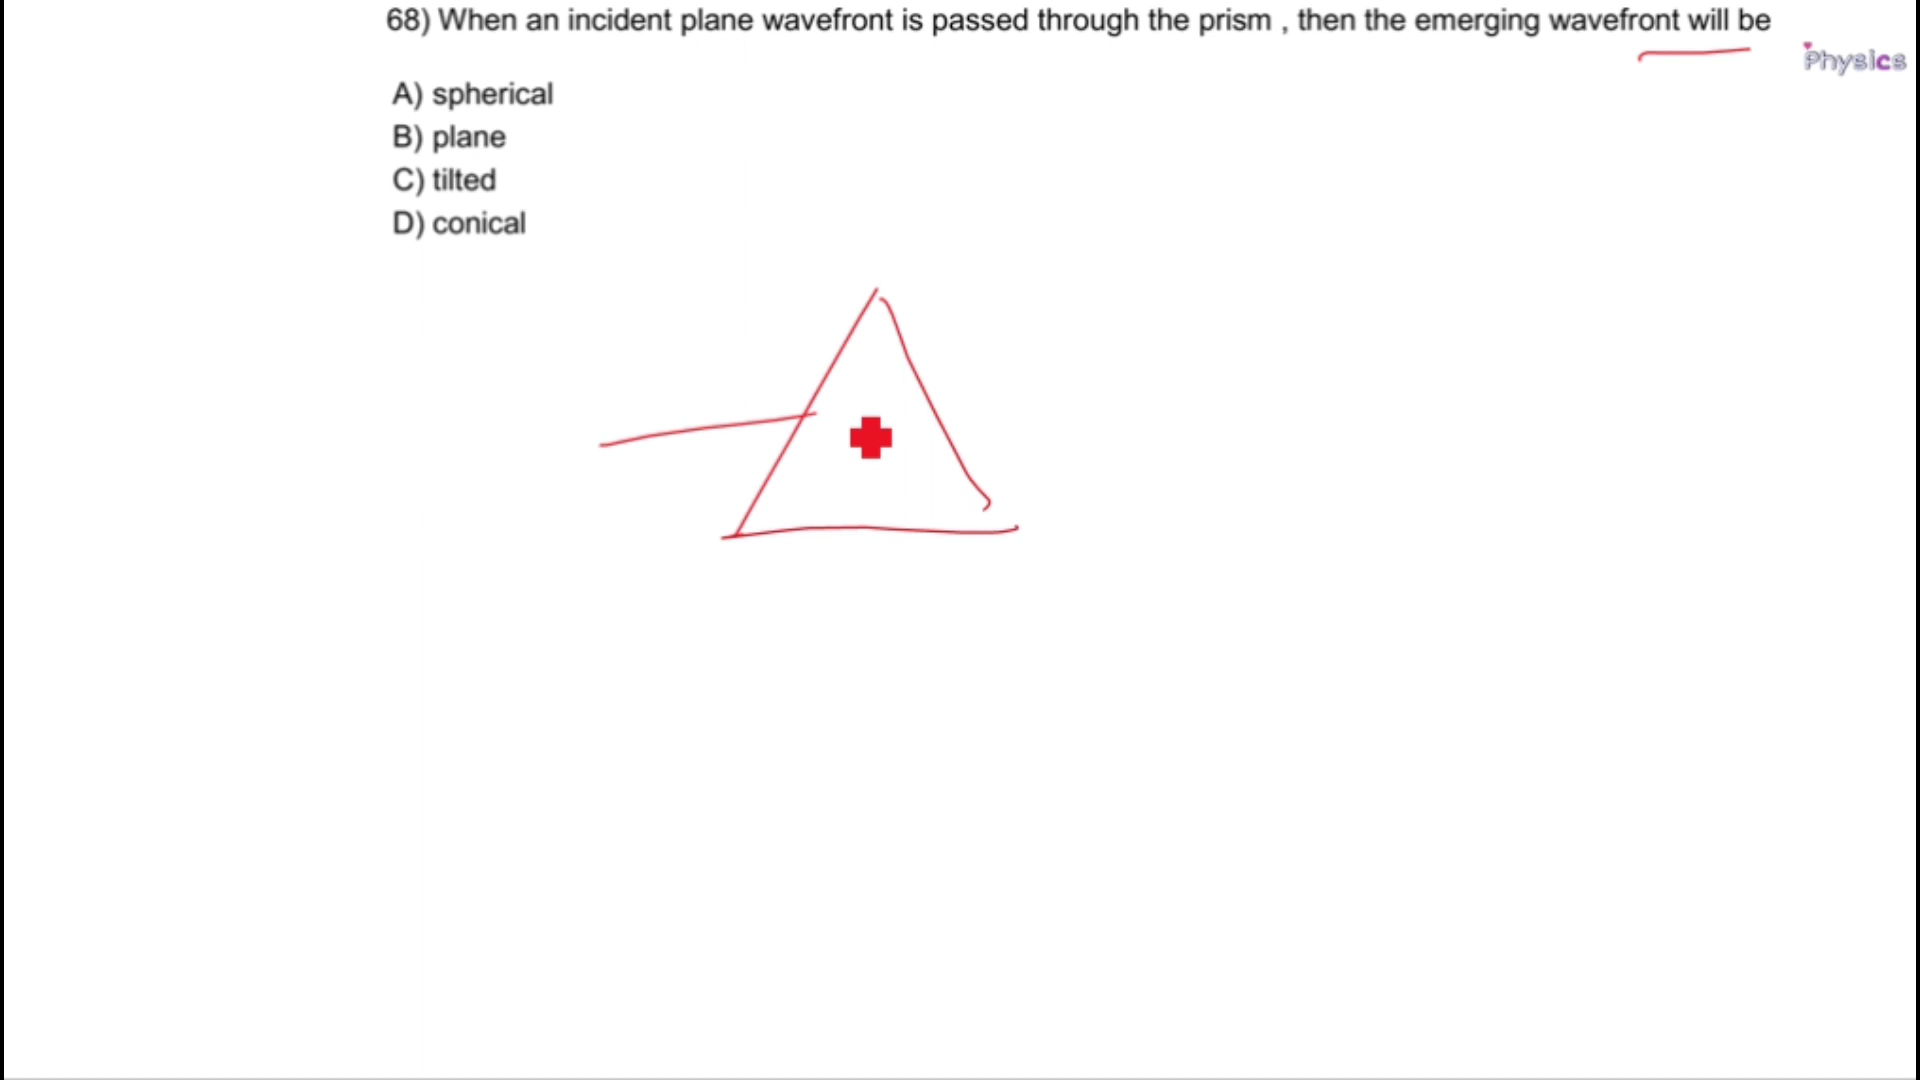 68) When an incident plane wavefront is passed through the prism , then the emerging wavefront will be
Physics
A) spherical
B) plane
C) tilted
D) conical